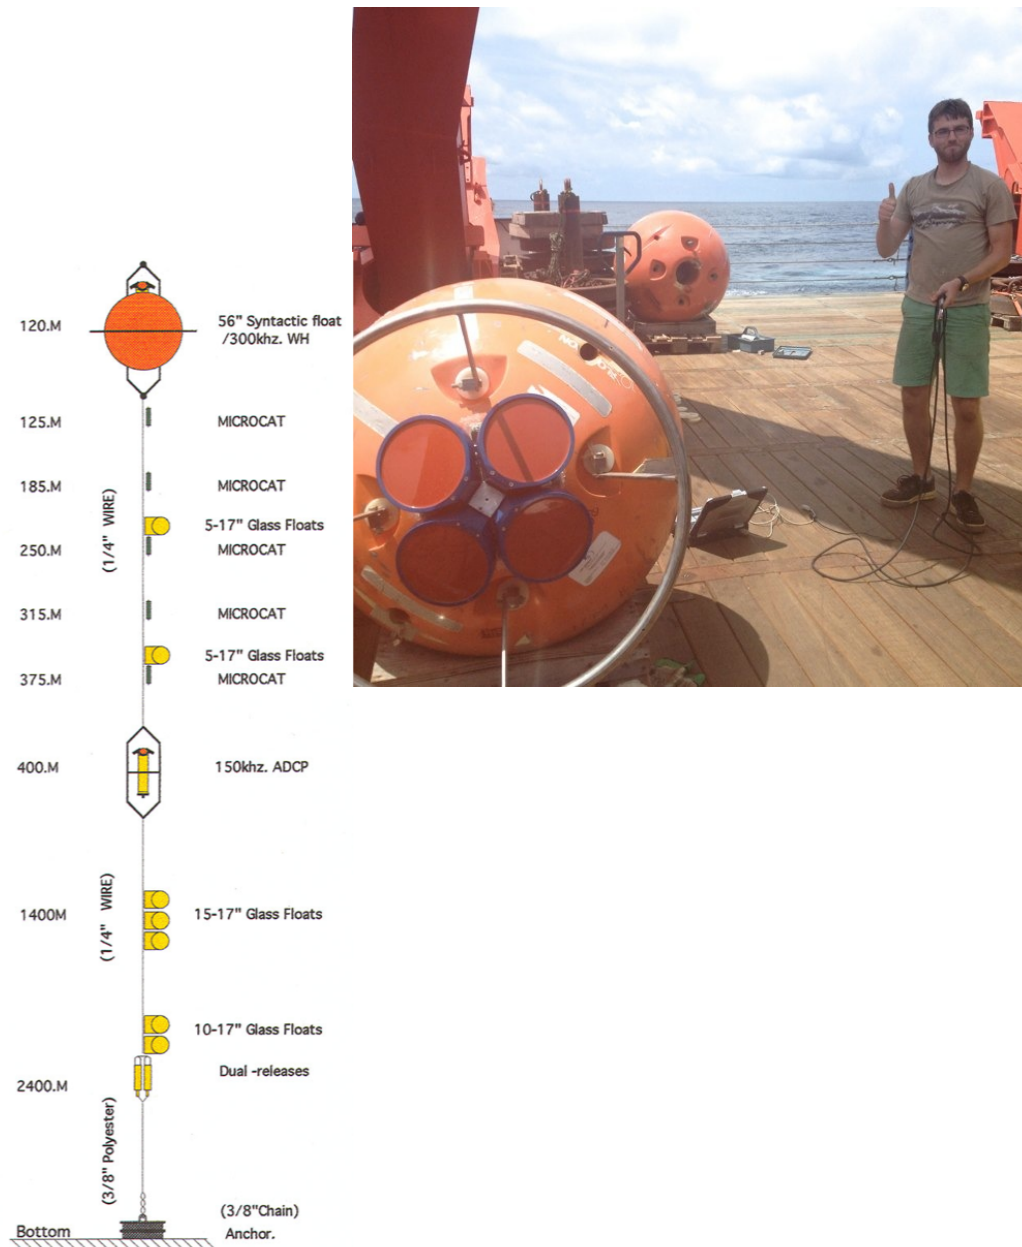 120.M
56" Syntactic float
/300khz. WH
125.M
MICROCAT
185.M
MICROCAT
(1/4" WIRE)
5-17" Glass Floats
250.M
MICROCAT
315.M
MICROCAT
5-17" Glass Floats
375.M
MICROCAT
400.M
150khz. ADCP
1400M
(1/4" WIRE)
15-17" Glass Floats
10-17" Glass Floats
Dual -releases
2400.M
(3/8" Polyester)
(3/8"Chain)
Bottom
Anchor.